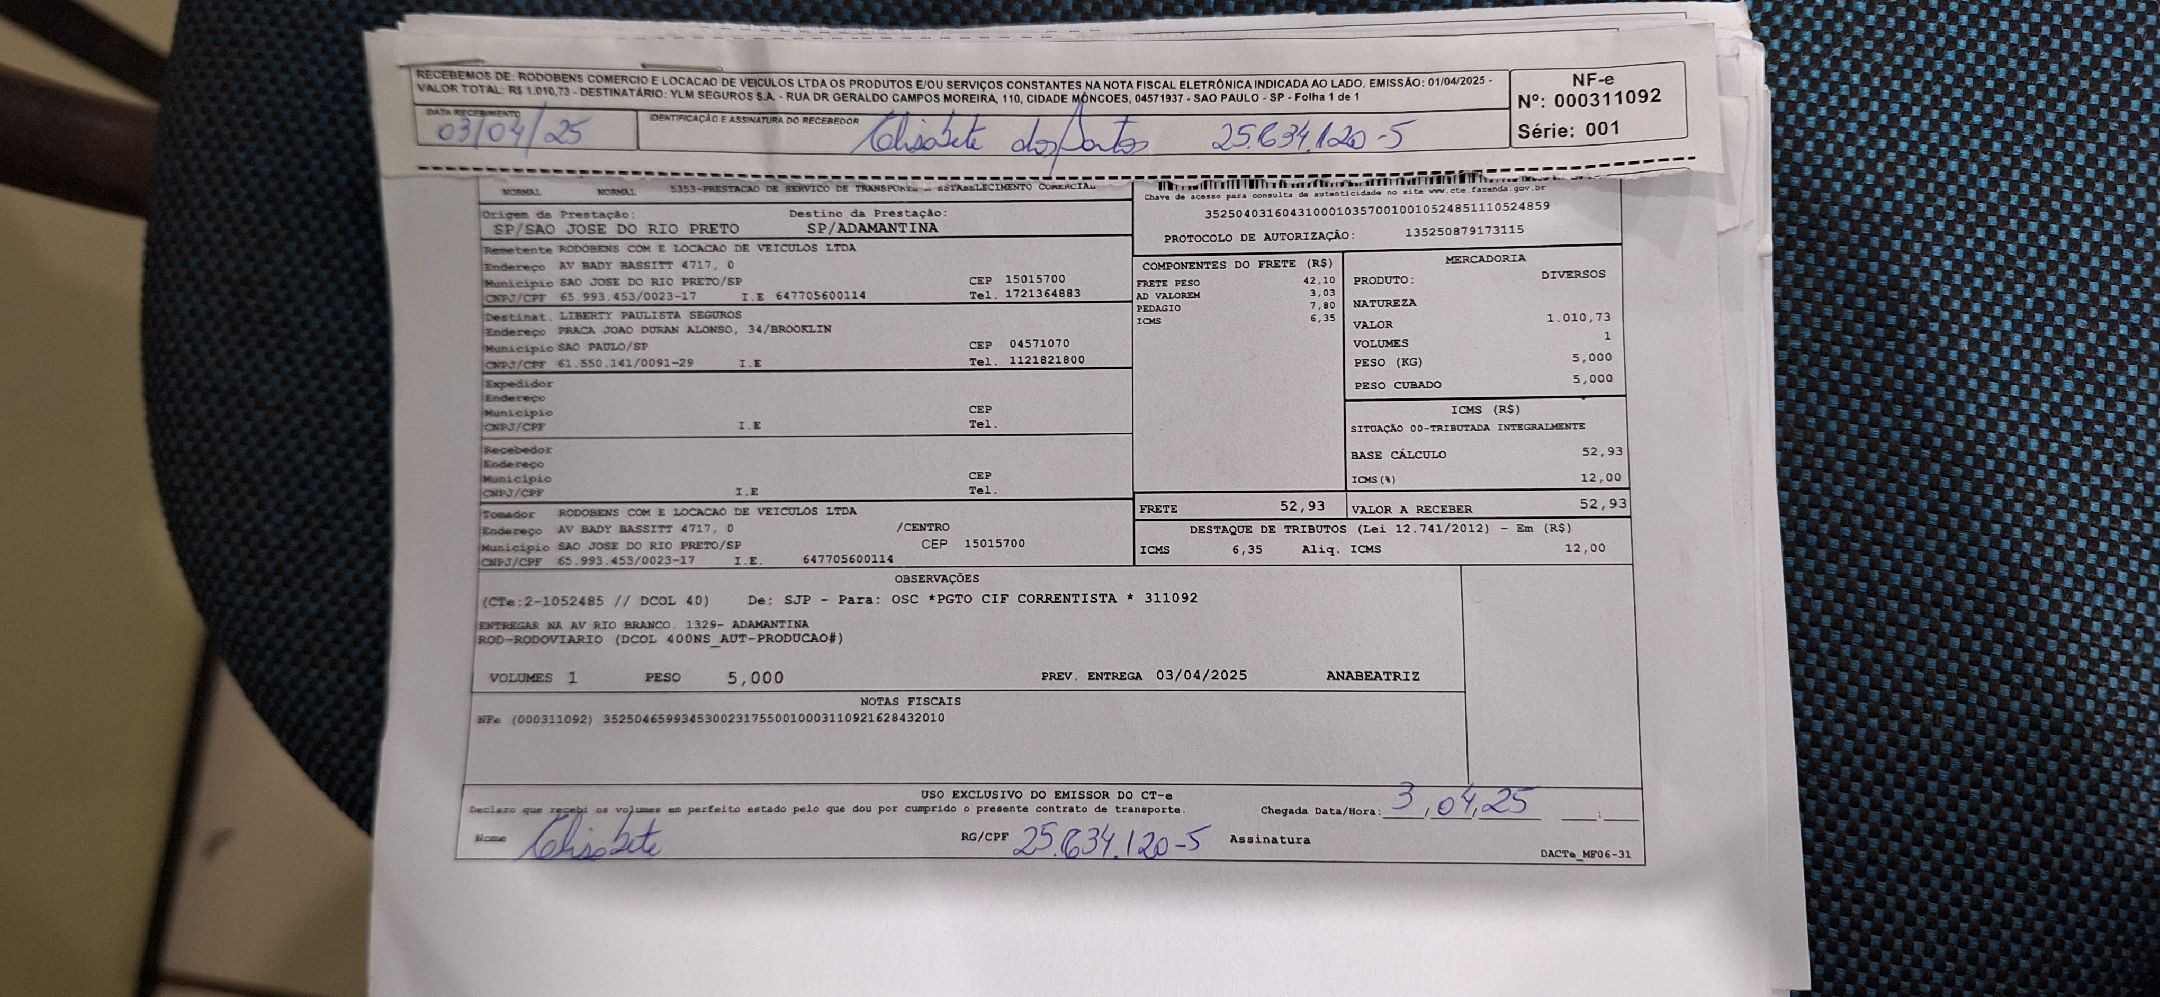 RECEBEMOS DE: RODOBENS COMERCIO E LOCACAO DE VEICULOS LTDA OS PRODUTOS E/OU SERVIÇOS CONSTANTES NA NOTA FISCAL ELETRÔNICA INDICADA AO LADO. EMISSÃO: 01/04/2025 -
VALOR TOTAL: R$ 1.010,73 - DESTINATÁRIO: YLM SEGUROS S.A. - RUA DR GERALDO CAMPOS MOREIRA, 110, CIDADE MONCOES, 04571937 - SAO PAULO - SP - Folha 1 de 1
NF-e
Nº: 000311092
Série: 001
DATA RECEBIMENTO
03/04/25
IDENTIFICAÇÃO E ASSINATURA DO RECEBEDOR
Elisabete dos Santos 25.634.120-5
NORMAL NORMAL 5353-PRESTACAO DE SERVICO DE TRANSPORTE ESTABELECIMENTO COMERCIAL
Chave de acesso para consulta de autenticidade no site www.cte.fazenda.gov.br
35250403160431000103570010010524851110524859
PROTOCOLO DE AUTORIZAÇÃO: 135250879173115
Origem da Prestação: Destino da Prestação:
SP/SAO JOSE DO RIO PRETO SP/ADAMANTINA
Remetente RODOBENS COM E LOCACAO DE VEICULOS LTDA
Endereço AV BADY BASSITT 4717, 0
Município SAO JOSE DO RIO PRETO/SP CEP 15015700
CNPJ/CPF 65.993.453/0023-17 I.E 647705600114 Tel. 1721364883
Destinat. LIBERTY PAULISTA SEGUROS
Endereço PRACA JOAO DURAN ALONSO, 34/BROOKLIN
Município SAO PAULO/SP CEP 04571070
CNPJ/CPF 61.550.141/0091-29 I.E Tel. 1121821800
Expedidor
Endereço
Município CEP
CNPJ/CPF I.E Tel.
Recebedor
Endereço
Município CEP
CNPJ/CPF I.E Tel.
Tomador RODOBENS COM E LOCACAO DE VEICULOS LTDA
Endereço AV BADY BASSITT 4717, 0 /CENTRO
Município SAO JOSE DO RIO PRETO/SP CEP 15015700
CNPJ/CPF 65.993.453/0023-17 I.E. 647705600114
COMPONENTES DO FRETE (R$)
FRETE PESO 42,10
AD VALOREM 3,03
PEDAGIO 7,80
ICMS 6,35
MERCADORIA
PRODUTO: DIVERSOS
NATUREZA
VALOR 1.010,73
VOLUMES 1
PESO (KG) 5,000
PESO CUBADO 5,000
ICMS (R$)
SITUAÇÃO 00-TRIBUTADA INTEGRALMENTE
BASE CÁLCULO 52,93
ICMS(%) 12,00
FRETE 52,93 VALOR A RECEBER 52,93
DESTAQUE DE TRIBUTOS (Lei 12.741/2012) - Em (R$)
ICMS 6,35 Aliq. ICMS 12,00
OBSERVAÇÕES
(CTe:2-1052485 // DCOL 40) De: SJP - Para: OSC *PGTO CIF CORRENTISTA * 311092
ENTREGAR NA AV RIO BRANCO. 1329- ADAMANTINA
ROD-RODOVIARIO (DCOL 400NS_AUT-PRODUCAO#)
VOLUMES 1 PESO 5,000 PREV. ENTREGA 03/04/2025 ANABEATRIZ
NOTAS FISCAIS
NFe (000311092) 35250465993453002317550010003110921628432010
USO EXCLUSIVO DO EMISSOR DO CT-e
Declaro que recebi os volumes em perfeito estado pelo que dou por cumprido o presente contrato de transporte. Chegada Data/Hora: 3,04,25 :
Nome Elisabete RG/CPF 25.634.120-5 Assinatura
DACTe_MF06-31